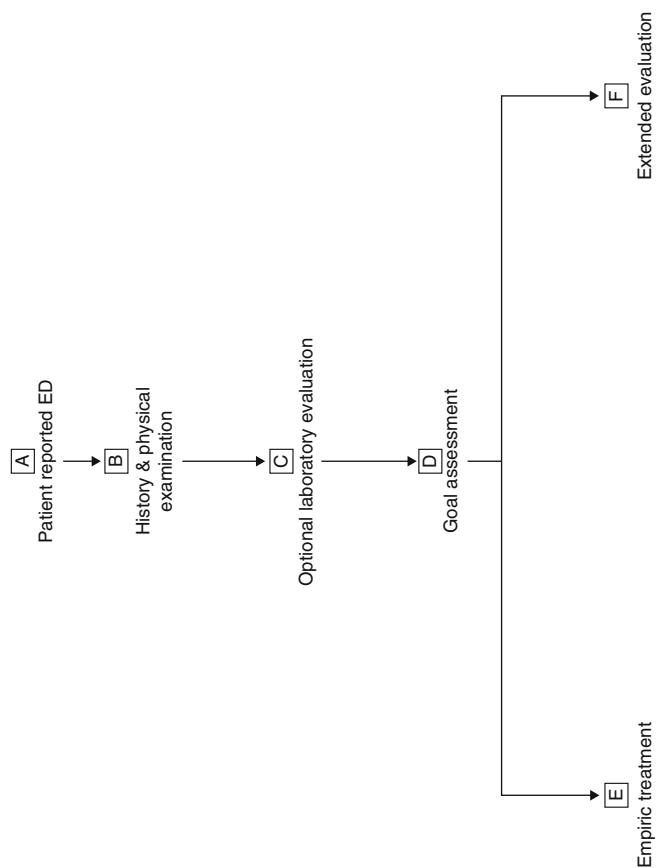 A
Patient reported ED
B
History & physical
examination
C
Optional laboratory evaluation
D
Goal assessment
E
Empiric treatment
F
Extended evaluation